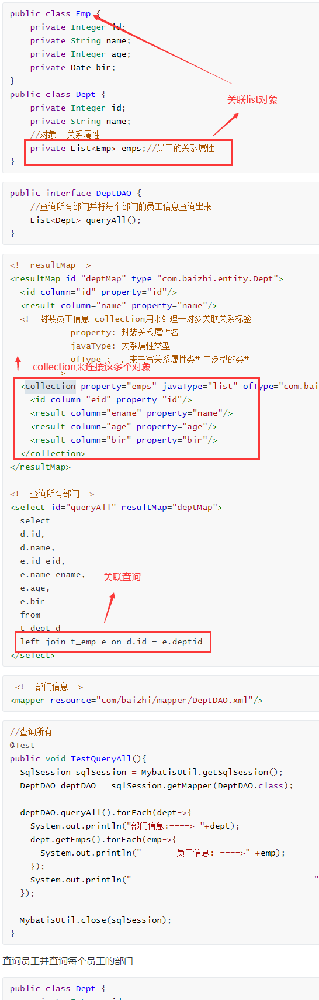 public class Emp {
    private Integer id;
    private String name;
    private Integer age;
    private Date bir;
}
关联list对象
public class Dept {
    private Integer id;
    private String name;
    //对象  关系属性
    private List<Emp> emps;//员工的关系属性
}
public interface DeptDAO {
    //查询所有部门并将每个部门的员工信息查询出来
    List<Dept> queryAll();
}
<!--resultMap-->
<resultMap id="deptMap" type="com.baizhi.entity.Dept">
  <id column="id" property="id"/>
  <result column="name" property="name"/>
  <!--封装员工信息 collection用来处理一对多关联关系标签
            property: 封装关系属性名
            javaType: 关系属性类型
            ofType :  用来书写关系属性类型中泛型的类型
collection来连接这多个对象
        -->
  <collection property="emps" javaType="list" ofType="com.bai
    <id column="eid" property="id"/>
    <result column="ename" property="name"/>
    <result column="age" property="age"/>
    <result column="bir" property="bir"/>
  </collection>
</resultMap>
<!--查询所有部门-->
<select id="queryAll" resultMap="deptMap">
  select
  d.id,
  d.name,
  e.id eid,
  e.name ename,
关联查询
  e.age,
  e.bir
  from
  t_dept d
  left join t_emp e on d.id = e.deptid
</select>
<!--部门信息-->
<mapper resource="com/baizhi/mapper/DeptDAO.xml"/>
//查询所有
@Test
public void TestQueryAll(){
  SqlSession sqlSession = MybatisUtil.getSqlSession();
  DeptDAO deptDAO = sqlSession.getMapper(DeptDAO.class);
  deptDAO.queryAll().forEach(dept->{
    System.out.println("部门信息:====> "+dept);
    dept.getEmps().forEach(emp->{
      System.out.println("       员工信息: ====>" +emp);
    });
    System.out.println("------------------------------------"
  });
  MybatisUtil.close(sqlSession);
}
查询员工并查询每个员工的部门
public class Dept {